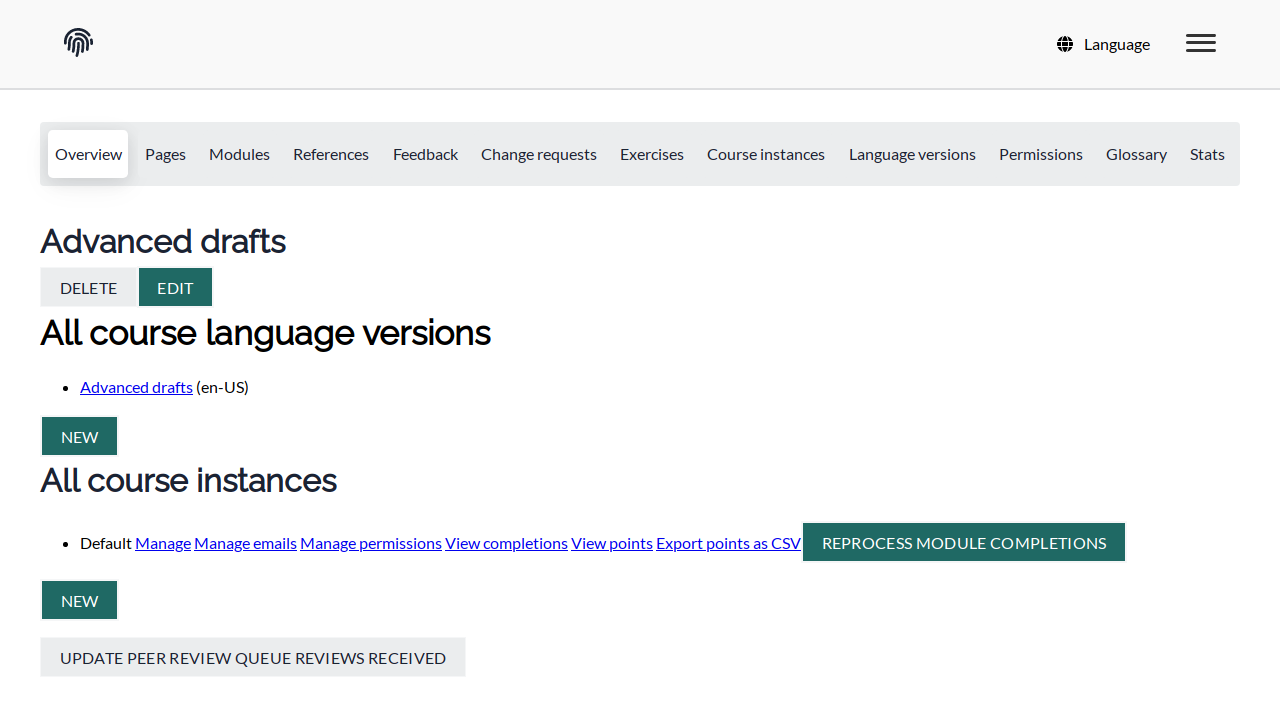 Language
Overview Pages Modules References Feedback Change requests Exercises Course instances Language versions Permissions Glossary Stats
Advanced drafts
DELETE EDIT
All course language versions
Advanced drafts (en-US)
NEW
All course instances
Default Manage Manage emails Manage permissions View completions View points Export points as CSV REPROCESS MODULE COMPLETIONS
NEW
UPDATE PEER REVIEW QUEUE REVIEWS RECEIVED